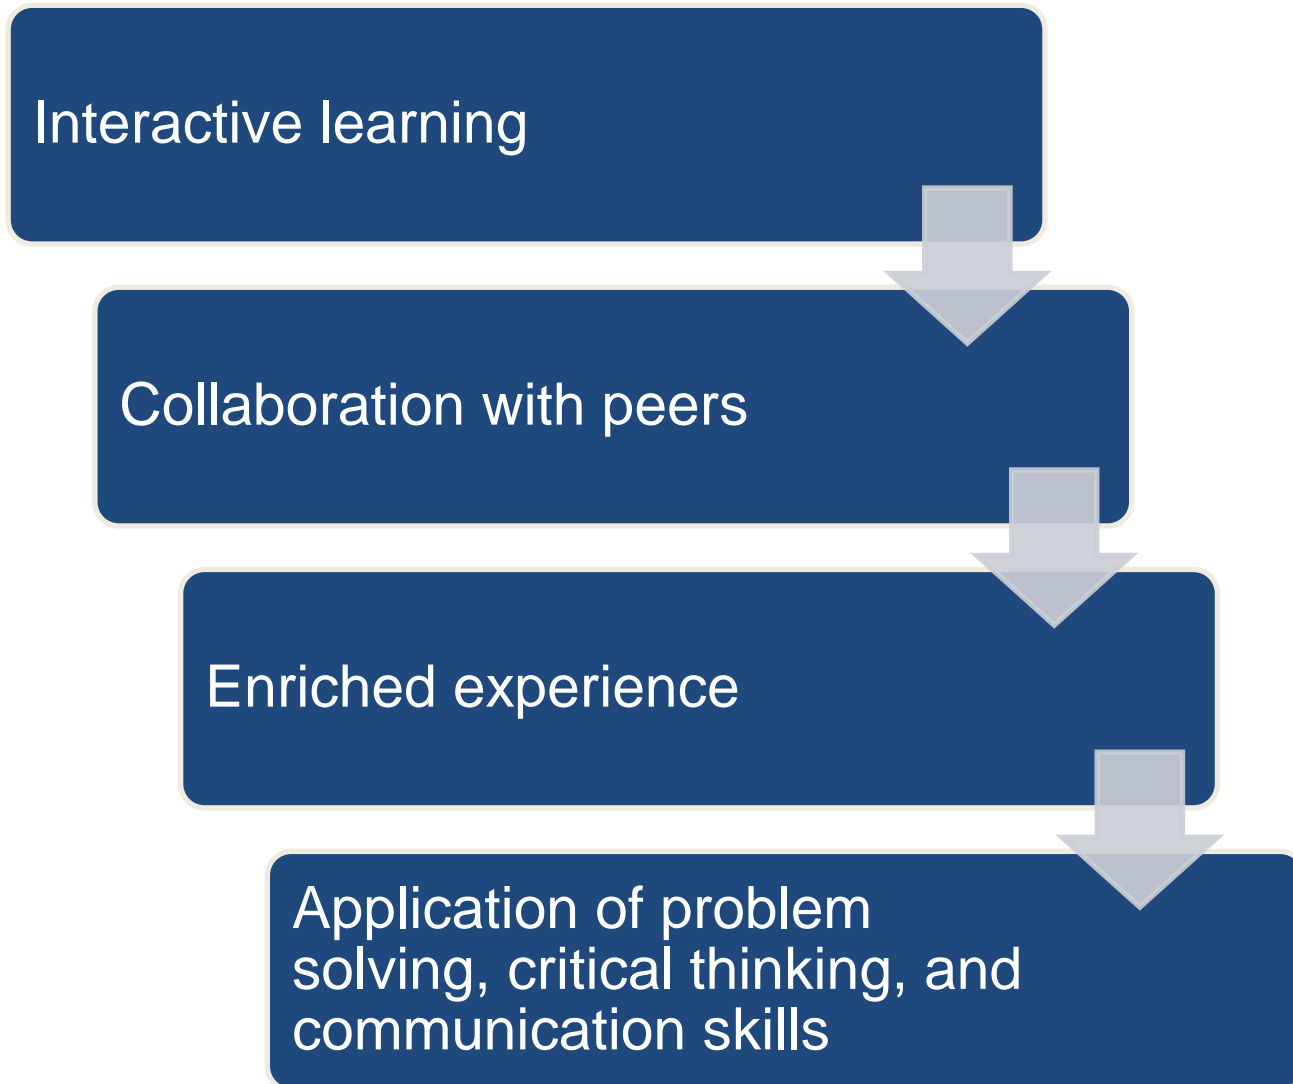 Interactive learning
Collaboration with peers
Enriched experience
Application of problem
solving, critical thinking, and
communication skills